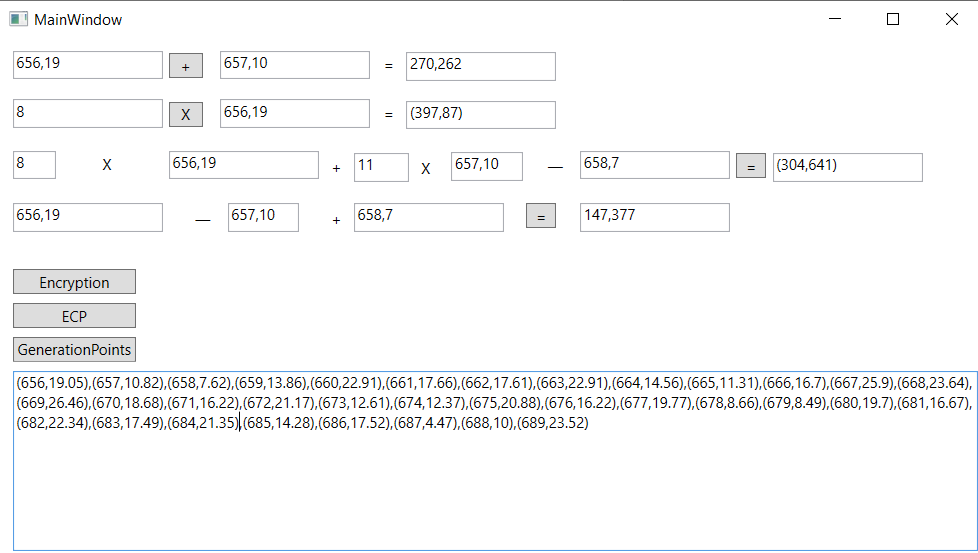 MainWindow
656,19 + 657,10 = 270,262
8 X 656,19 = (397,87)
8 X 656,19 + 11 X 657,10 — 658,7 = (304,641)
656,19 — 657,10 + 658,7 = 147,377
Encryption
ECP
GenerationPoints
(656,19.05),(657,10.82),(658,7.62),(659,13.86),(660,22.91),(661,17.66),(662,17.61),(663,22.91),(664,14.56),(665,11.31),(666,16.7),(667,25.9),(668,23.64),
(669,26.46),(670,18.68),(671,16.22),(672,21.17),(673,12.61),(674,12.37),(675,20.88),(676,16.22),(677,19.77),(678,8.66),(679,8.49),(680,19.7),(681,16.67),
(682,22.34),(683,17.49),(684,21.35),(685,14.28),(686,17.52),(687,4.47),(688,10),(689,23.52)